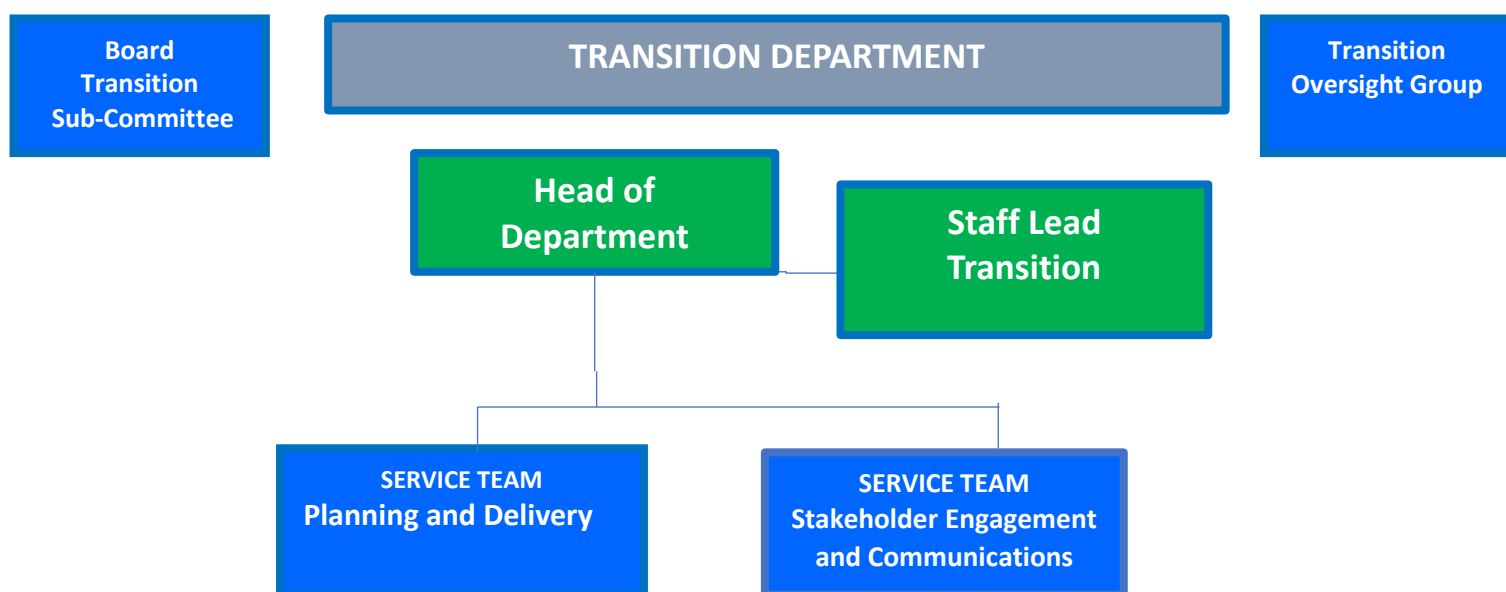 Board
Transition
Sub-Committee
TRANSITION DEPARTMENT
Transition
Oversight Group
Head of
Department
Staff Lead
Transition
SERVICE TEAM
Planning and Delivery
SERVICE TEAM
Stakeholder Engagement
and Communications